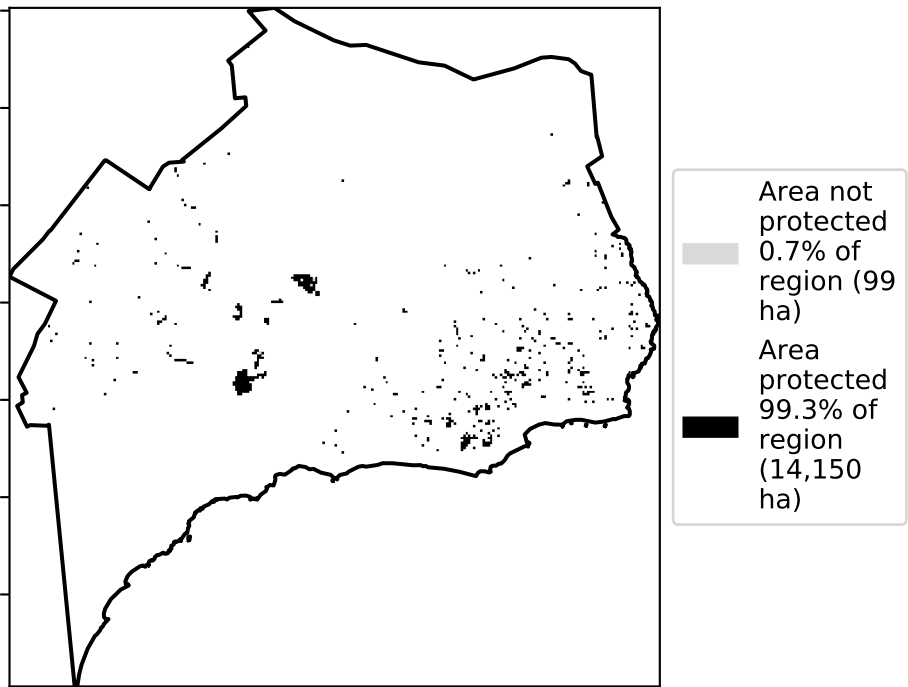 Area not
protected
0.7% of
region (99
ha)
Area
protected
99.3% of
region
(14,150
ha)